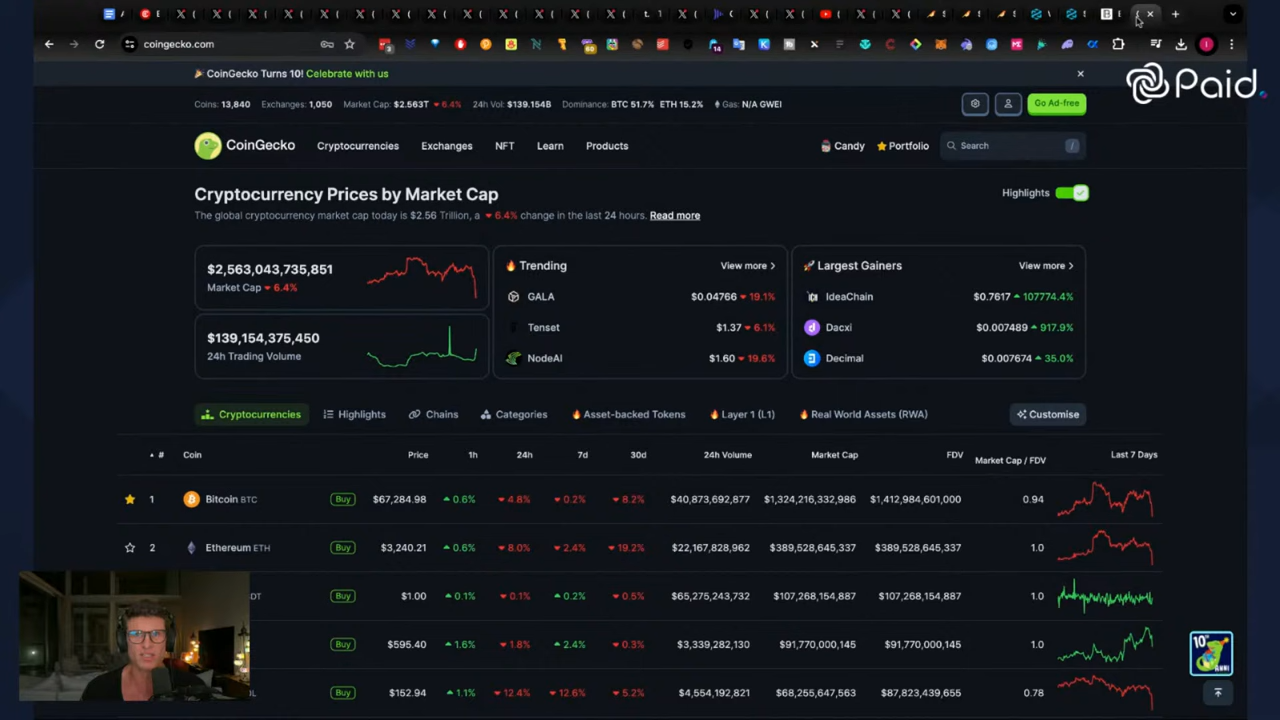 coingecko.com
Paid.
🎉 CoinGecko Turns 10! Celebrate with us
Coins: 13,840 Exchanges: 1,050 Market Cap: $2.563T 6.4% 24h Vol: $139.154B Dominance: BTC 51.7% ETH 15.2% Gas: N/A GWEI
Go Ad-free
CoinGecko Cryptocurrencies Exchanges NFT Learn Products Candy Portfolio Search /
Cryptocurrency Prices by Market Cap
Highlights
The global cryptocurrency market cap today is $2.56 Trillion, a 6.4% change in the last 24 hours. Read more
$2,563,043,735,851
Market Cap 6.4%
$139,154,375,450
24h Trading Volume
🔥 Trending View more >
GALA $0.04766 19.1%
Tenset $1.37 6.1%
NodeAI $1.60 19.6%
🚀 Largest Gainers View more >
IdeaChain $0.7617 107774.4%
Dacxi $0.007489 917.9%
Decimal $0.007674 35.0%
Cryptocurrencies Highlights Chains Categories 🔥 Asset-backed Tokens 🔥 Layer 1 (L1) 🔥 Real World Assets (RWA) Customise
# Coin Price 1h 24h 7d 30d 24h Volume Market Cap FDV Market Cap / FDV Last 7 Days
1 Bitcoin BTC Buy $67,284.98 0.6% 4.8% 0.2% 8.2% $40,873,692,877 $1,324,216,332,986 $1,412,984,601,000 0.94
2 Ethereum ETH Buy $3,240.21 0.6% 8.0% 2.4% 19.2% $22,167,828,962 $389,528,645,337 $389,528,645,337 1.0
DT Buy $1.00 0.1% 0.1% 0.2% 0.5% $65,275,243,732 $107,268,154,887 $107,268,154,887 1.0
Buy $595.40 1.6% 1.8% 2.4% 0.3% $3,339,282,130 $91,770,000,145 $91,770,000,145 1.0
Buy $152.94 1.1% 12.4% 12.6% 5.2% $4,554,192,821 $68,255,647,563 $87,823,439,655 0.78